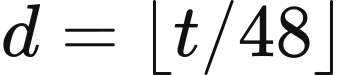 d = ⌊t/48⌋